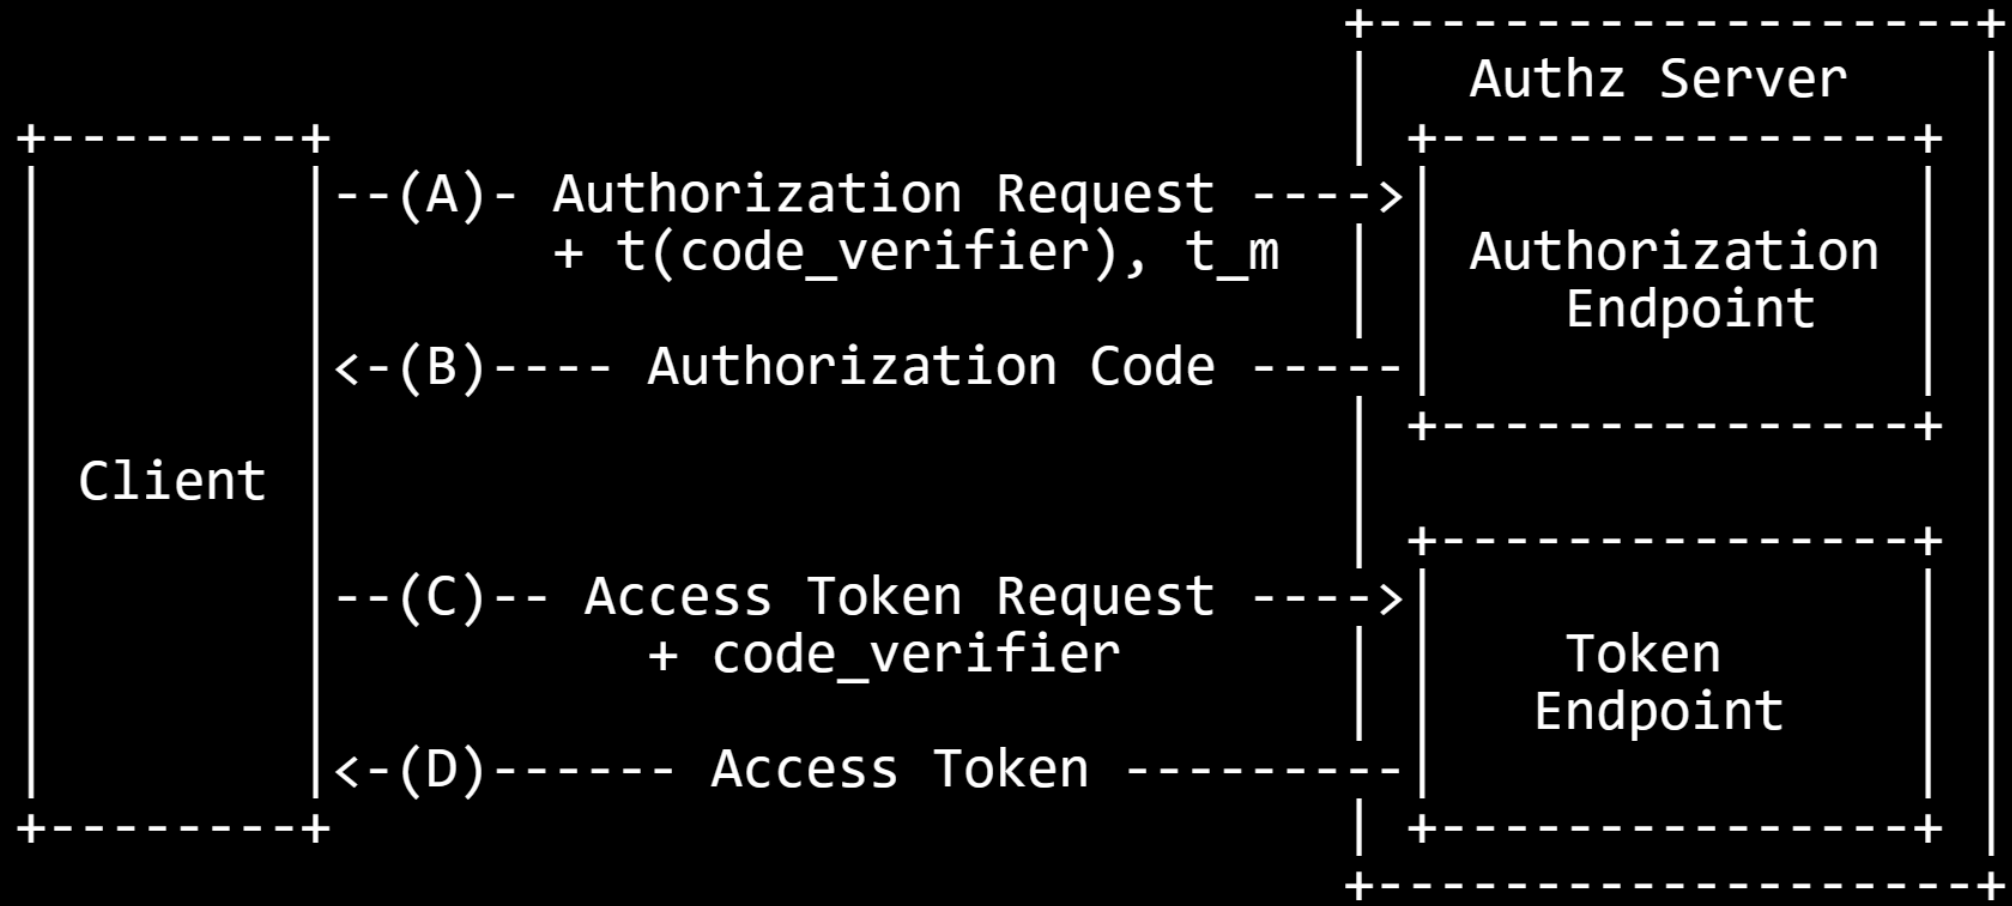 +-------------------+
                                          |   Authz Server    |
+--------+                                | +---------------+ |
|        |--(A)- Authorization Request ---->|               | |
|        |       + t(code_verifier), t_m  | | Authorization | |
|        |                                | |    Endpoint   | |
|        |<-(B)---- Authorization Code -----|               | |
|        |                                | +---------------+ |
| Client |                                |                   |
|        |                                | +---------------+ |
|        |--(C)-- Access Token Request ---->|               | |
|        |          + code_verifier       | |    Token      | |
|        |                                | |   Endpoint    | |
|        |<-(D)------ Access Token ---------|               | |
+--------+                                | +---------------+ |
                                          +-------------------+